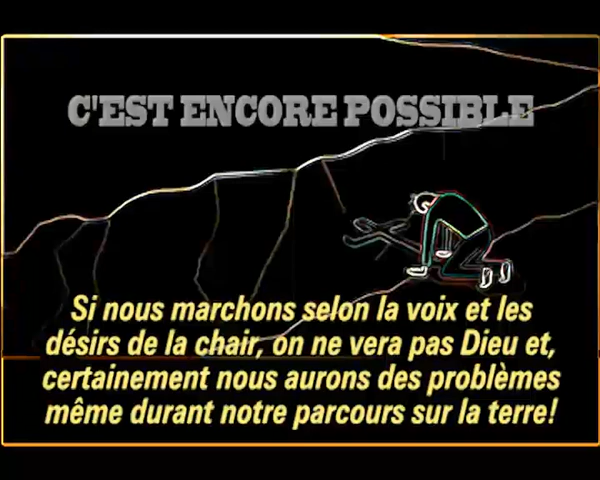 C'EST ENCORE POSSIBLE
Si nous marchons selon la voix et les
désirs de la chair, on ne vera pas Dieu et,
certainement nous aurons des problèmes
même durant notre parcours sur la terre!